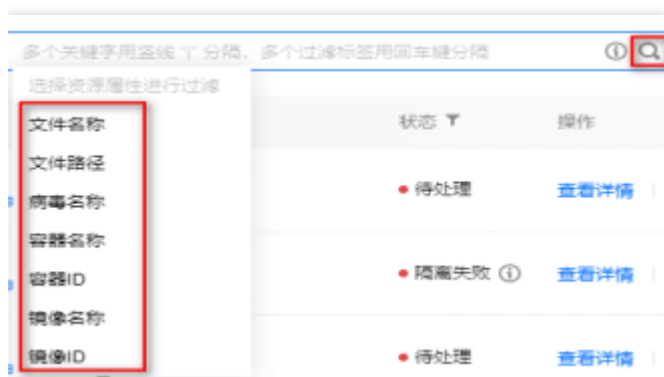 多个关键字用竖线“|”分隔，多个过滤标签用回车键分隔
选择资源属性进行过滤
文件名称
状态 操作
文件路径
病毒名称
待处理 查看详情
容器名称
容器ID
隔离失败 查看详情
镜像名称
镜像ID
待处理 查看详情